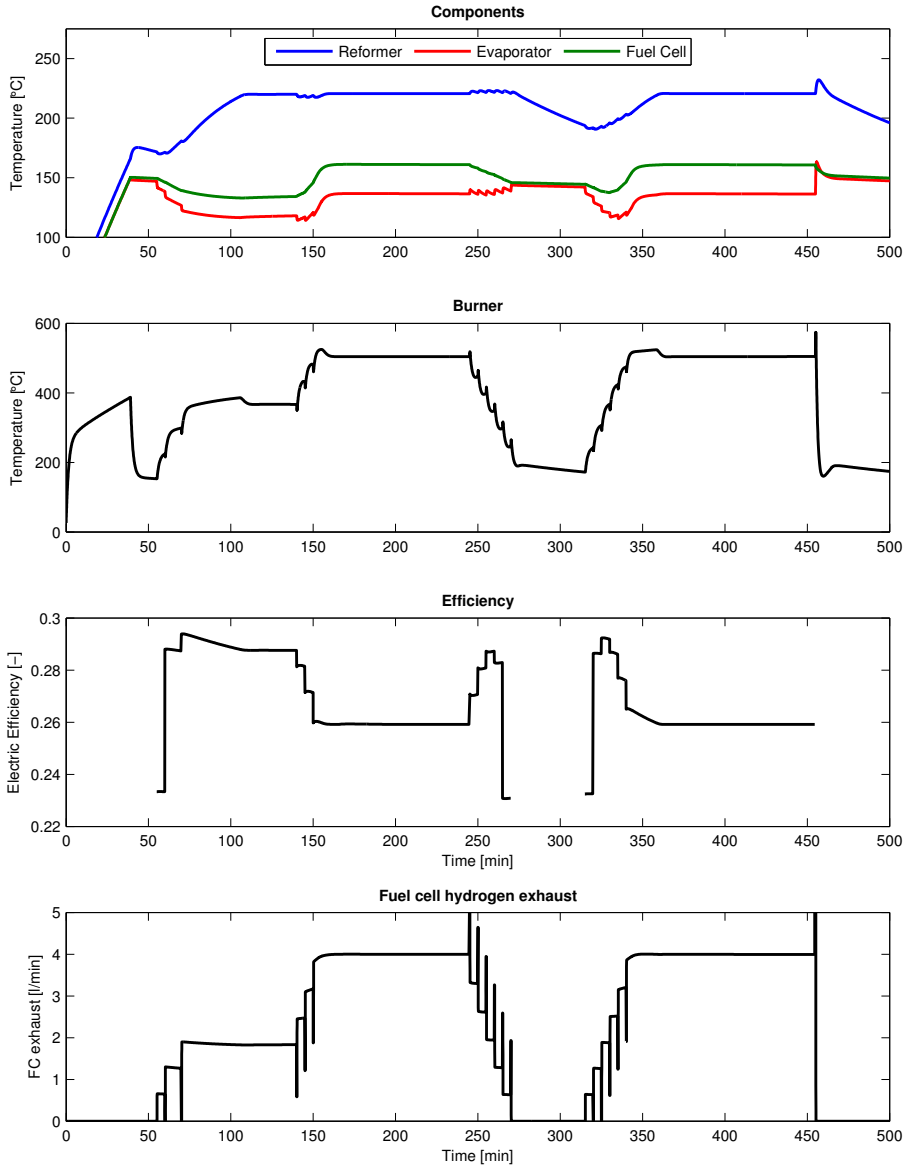 Components
Temperature [ºC]
Reformer Evaporator Fuel Cell
250
200
150
100
0 50 100 150 200 250 300 350 400 450 500
Burner
Temperature [ºC]
600
400
200
0
0 50 100 150 200 250 300 350 400 450 500
Efficiency
Electric Efficiency [−]
0.3
0.28
0.26
0.24
0.22
0 50 100 150 200 250 300 350 400 450 500
Time [min]
Fuel cell hydrogen exhaust
FC exhaust [l/min]
5
4
3
2
1
0
0 50 100 150 200 250 300 350 400 450 500
Time [min]